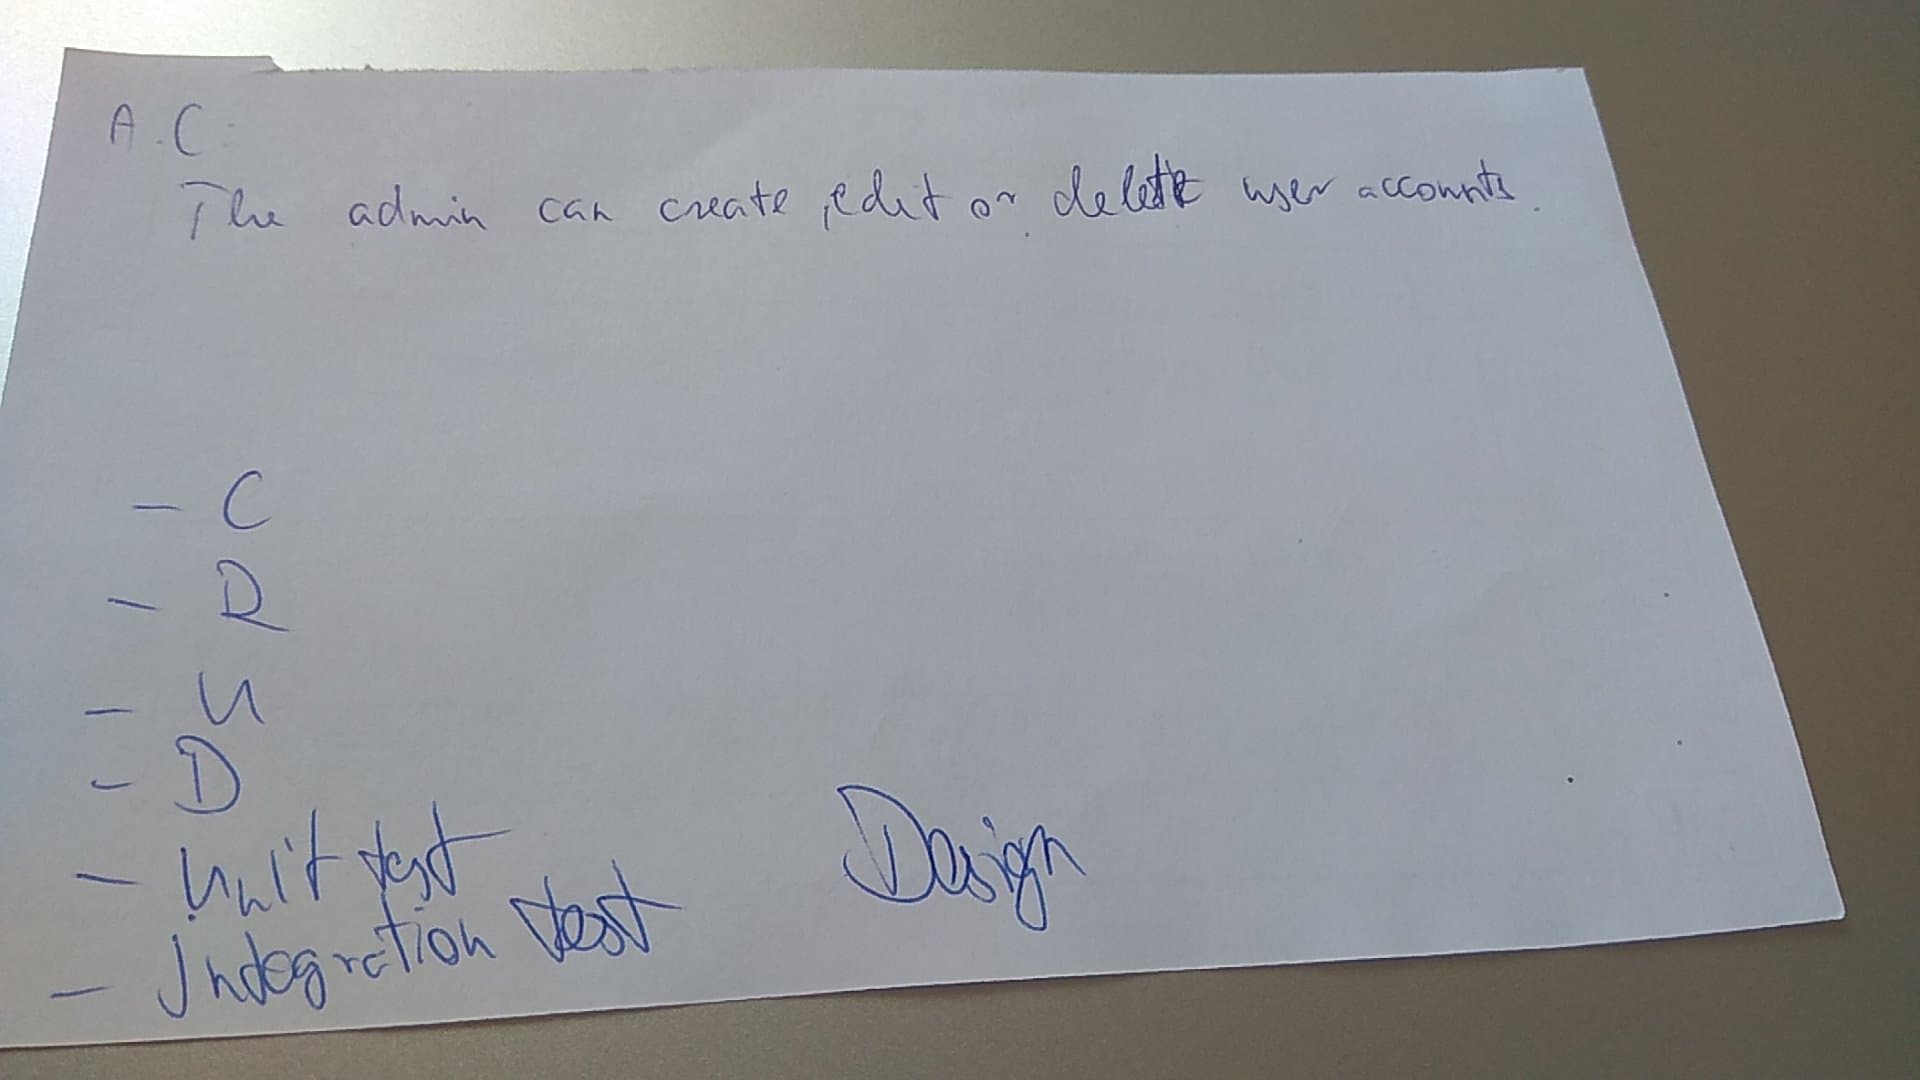 A.C:
The admin can create, edit or delete user accounts.
- C
- R
- U
- D
- Unit test
- Integration test
Design